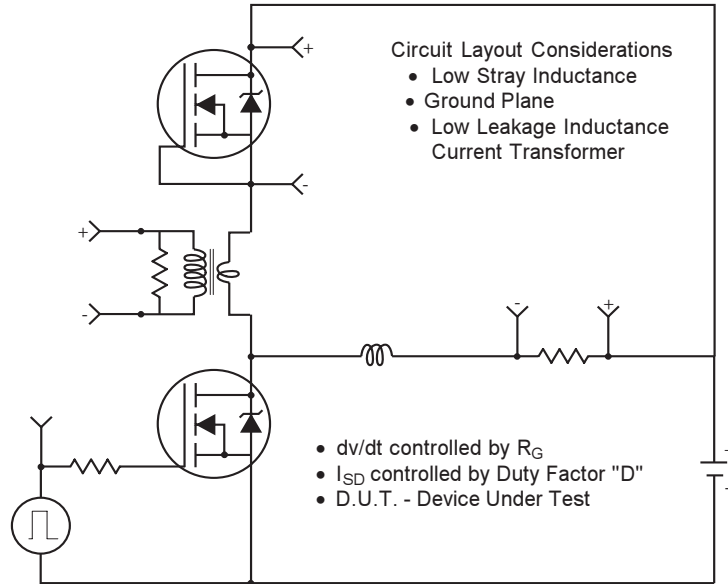 +
Circuit Layout Considerations
• Low Stray Inductance
• Ground Plane
• Low Leakage Inductance
Current Transformer
-
+
-
- +
• dv/dt controlled by RG
• ISD controlled by Duty Factor "D"
• D.U.T. - Device Under Test